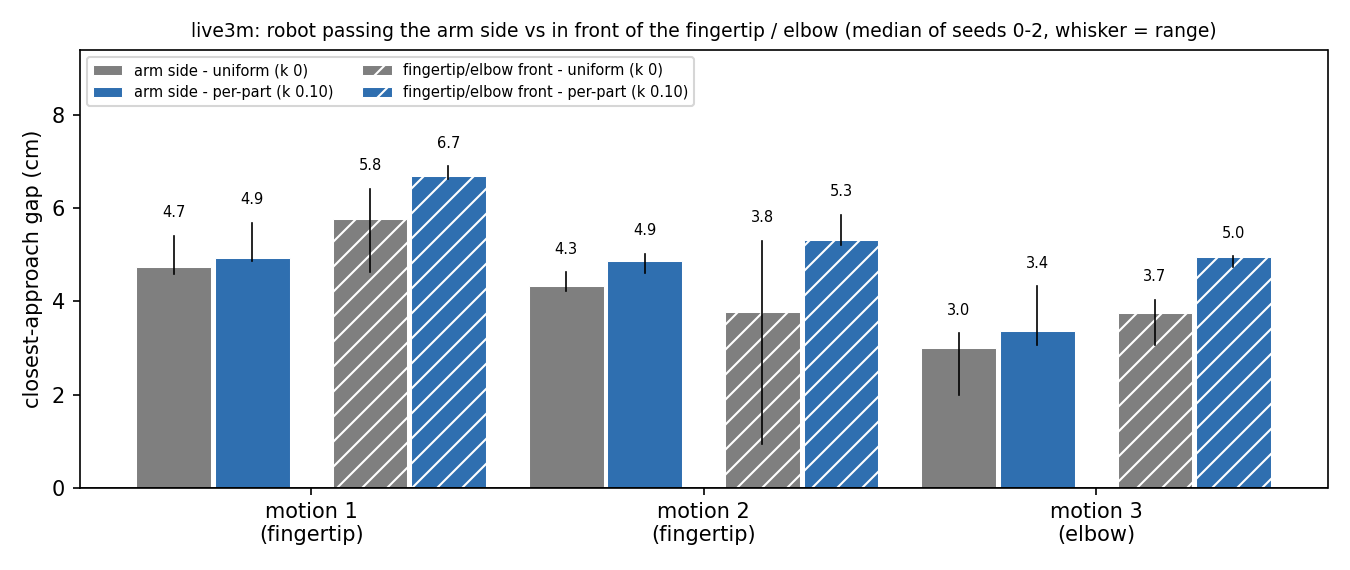 live3m: robot passing the arm side vs in front of the fingertip / elbow (median of seeds 0-2, whisker = range)
arm side - uniform (k 0)
arm side - per-part (k 0.10)
fingertip/elbow front - uniform (k 0)
fingertip/elbow front - per-part (k 0.10)
closest-approach gap (cm)
8
6
4
2
0
4.7
4.9
5.8
6.7
4.3
4.9
3.8
5.3
3.0
3.4
3.7
5.0
motion 1
(fingertip)
motion 2
(fingertip)
motion 3
(elbow)